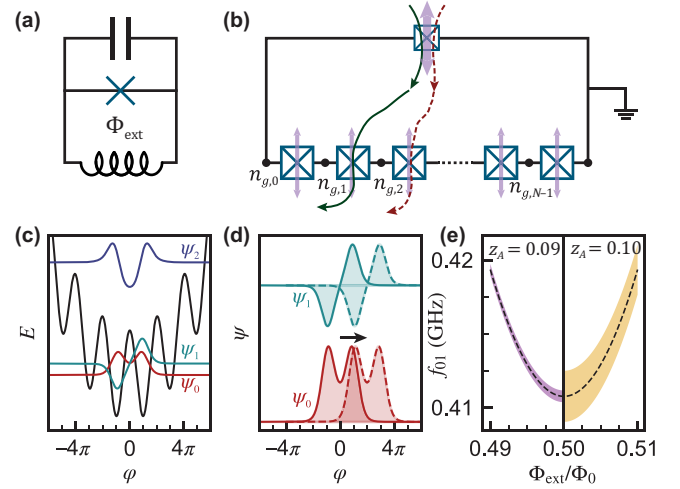 (a)
Φext
(b)
ng,0
ng,1
ng,2
ng,N−1
(c)
E
ψ2
ψ1
ψ0
−4π 0 4π
φ
(d)
ψ
ψ1
ψ0
−4π 0 4π
φ
(e)
zA = 0.09 zA = 0.10
f01 (GHz)
0.42
0.41
0.49 0.50 0.51
Φext/Φ0